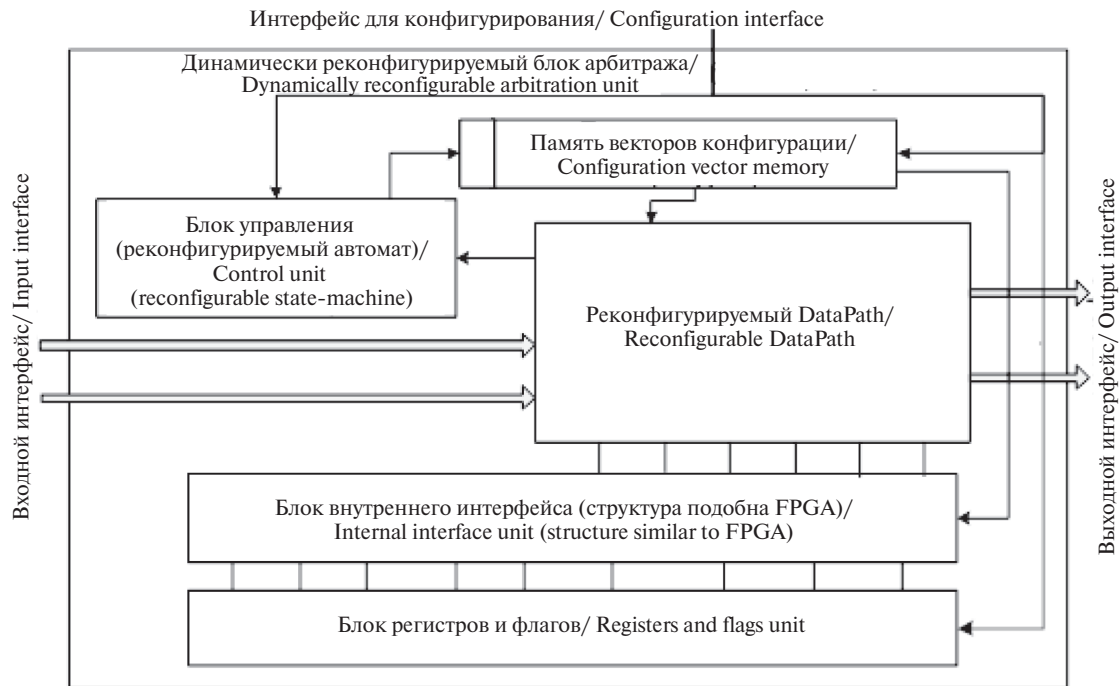 Интерфейс для конфигурирования/ Configuration interface
Динамически реконфигурируемый блок арбитража/
Dynamically reconfigurable arbitration unit
Память векторов конфигурации/
Configuration vector memory
Блок управления
(реконфигурируемый автомат)/
Control unit
(reconfigurable state-machine)
Реконфигурируемый DataPath/
Reconfigurable DataPath
Входной интерфейс/ Input interface
Выходной интерфейс/ Output interface
Блок внутреннего интерфейса (структура подобна FPGA)/
Internal interface unit (structure similar to FPGA)
Блок регистров и флагов/ Registers and flags unit